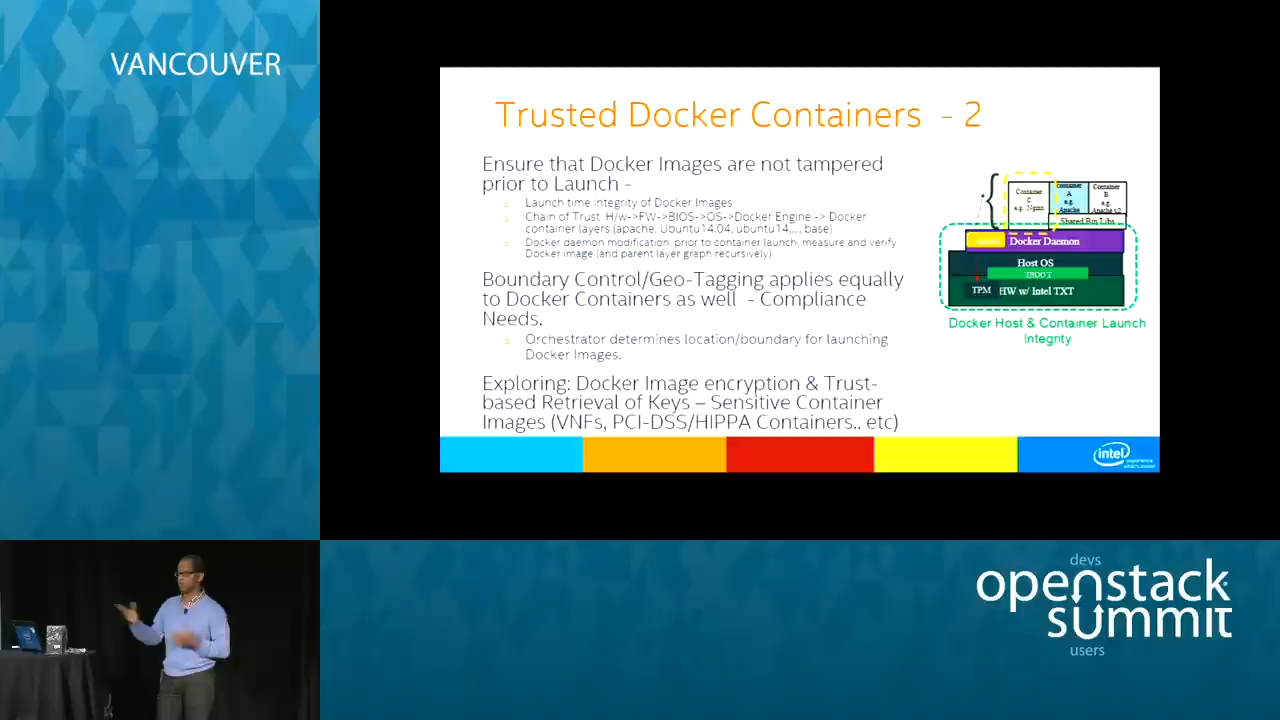 VANCOUVER
Trusted Docker Containers - 2
Ensure that Docker Images are not tampered
prior to Launch -
Launch time integrity of Docker Images
Chain of Trust H/w->FW->BIOS->OS->Docker Engine -> Docker
container layers (apache, Ubuntu14.04, ubuntu14,..., base)
Docker daemon modification: prior to container launch, measure and verify
Docker image (and parent layer graph recursively)
Boundary Control/Geo-Tagging applies equally
to Docker Containers as well - Compliance
Needs.
Orchestrator determines location/boundary for launching
Docker Images.
Exploring: Docker Image encryption & Trust-
based Retrieval of Keys – Sensitive Container
Images (VNFs, PCI-DSS/HIPPA Containers.. etc)
Container
C
e.g. Nginx
Container
A
e.g.
Apache
Container
B
e.g.
Apache v2
Shared Run Libs
Docker Daemon
Host OS
TBOOT
TPM
HW w/ Intel TXT
Docker Host & Container Launch
Integrity
intel
devs
openstack
summit
users